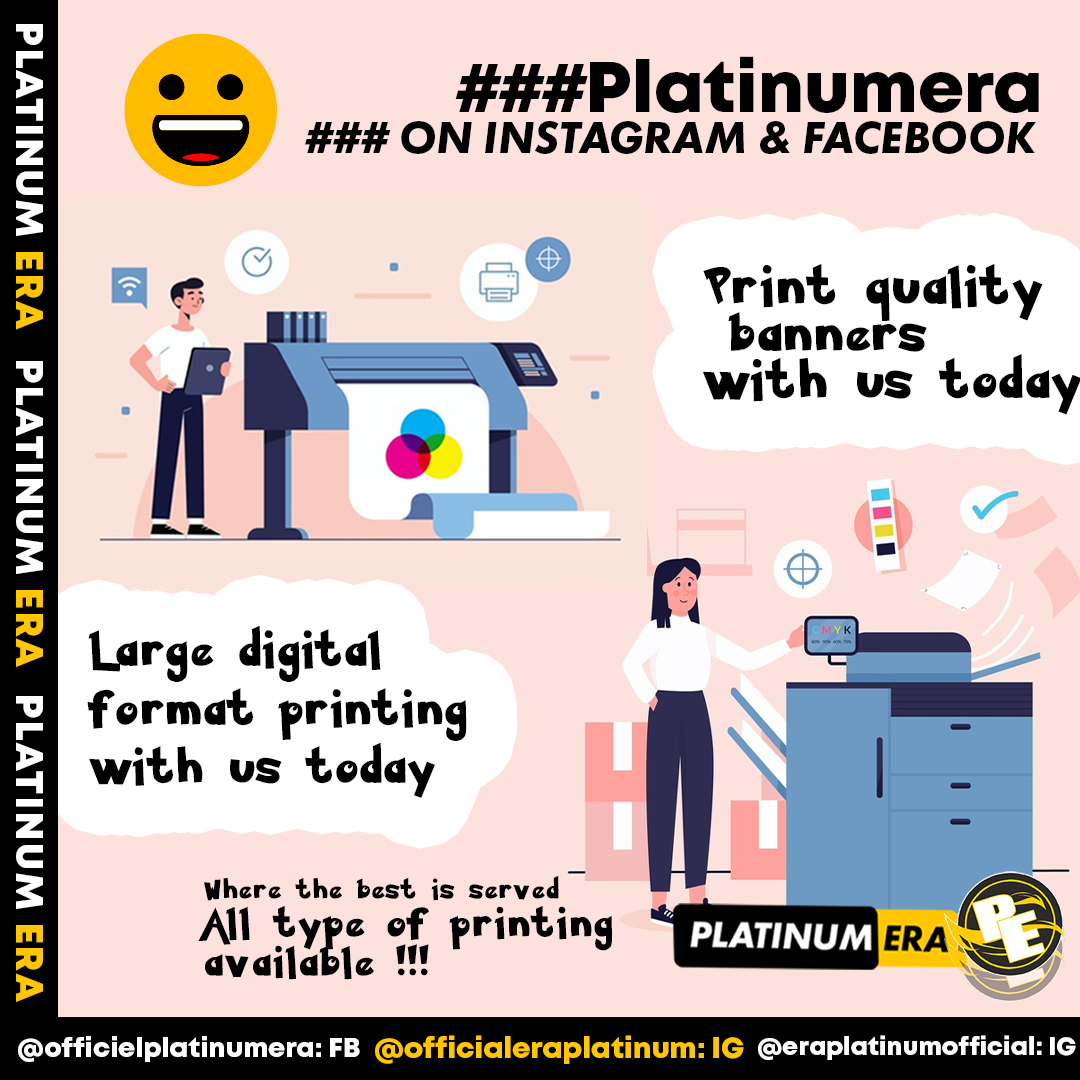 PLATINUM ERA PLATINUM ERA PLATINUM ERA
###Platinumera
### ON INSTAGRAM & FACEBOOK
Print quality
banners
with us today
CMYK
Large digital
format printing
with us today
Where the best is served
All type of printing
available !!!
PLATINUM ERA
PE
@officielplatinumera: FB @officialeraplatinum: IG @eraplatinumofficial: IG